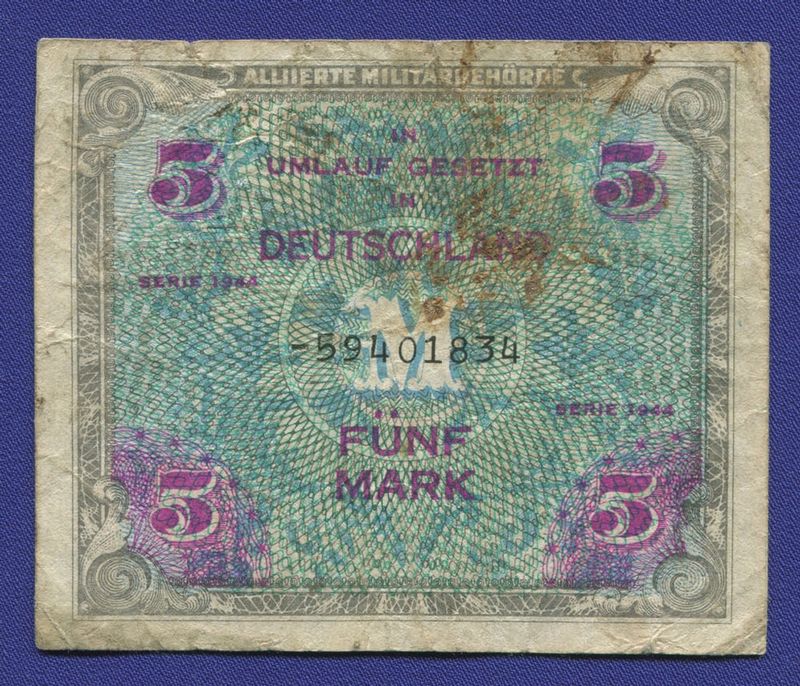 ALLIIERTE MILITÄRBEHÖRDE
5 5
IN
UMLAUF GESETZT
IN
DEUTSCHLAND
SERIE 1944
M
-59401834
SERIE 1944
FÜNF
MARK
5 5